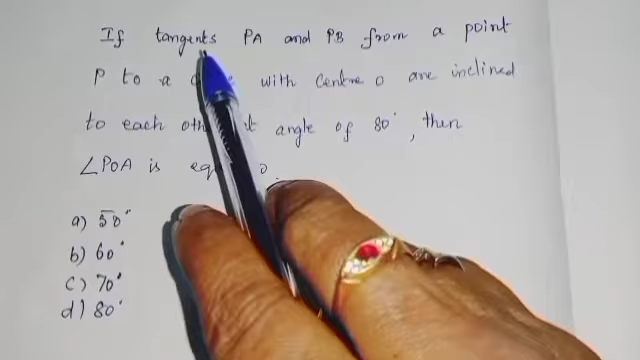 If tangents PA and PB from a point
P to a with centre O are inclined
to each angle of 80°, then
∠POA is
a) 50°
b) 60°
c) 70°
d) 80°